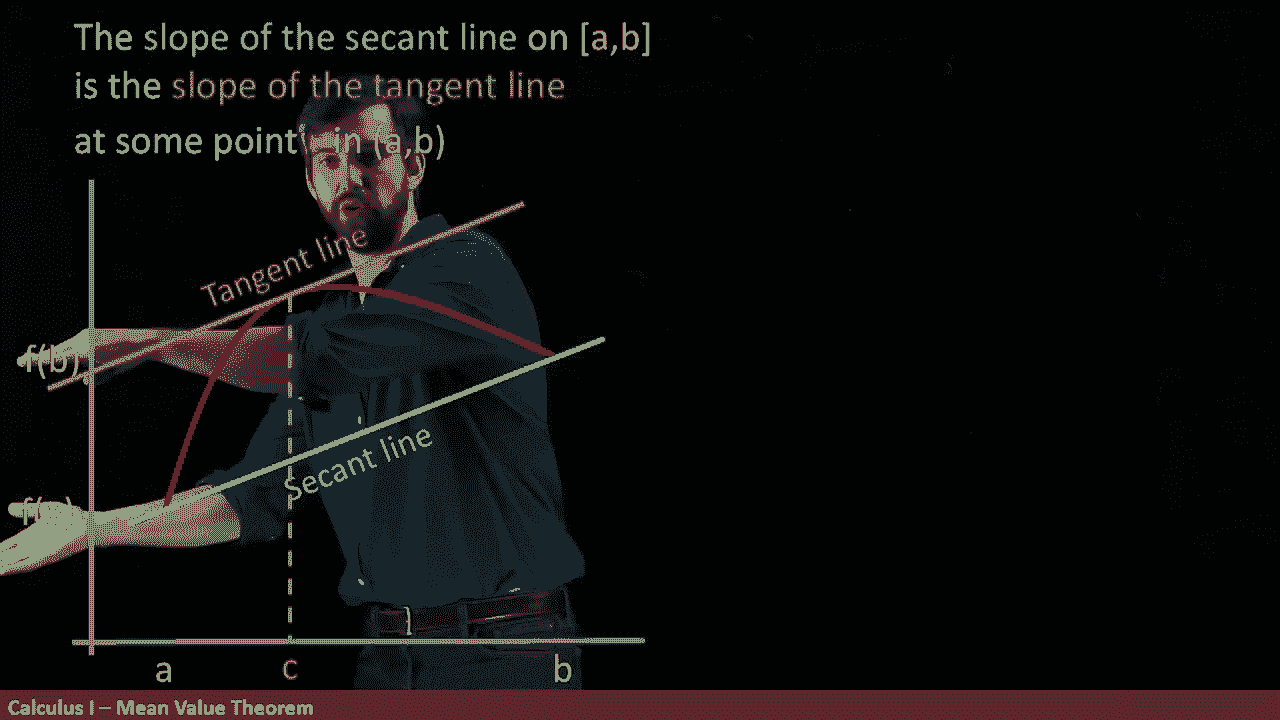 The slope of the secant line on [a,b]
is the slope of the tangent line
at some point in (a,b)
Tangent line
f(b)
Secant line
a
c
b
Calculus I – Mean Value Theorem